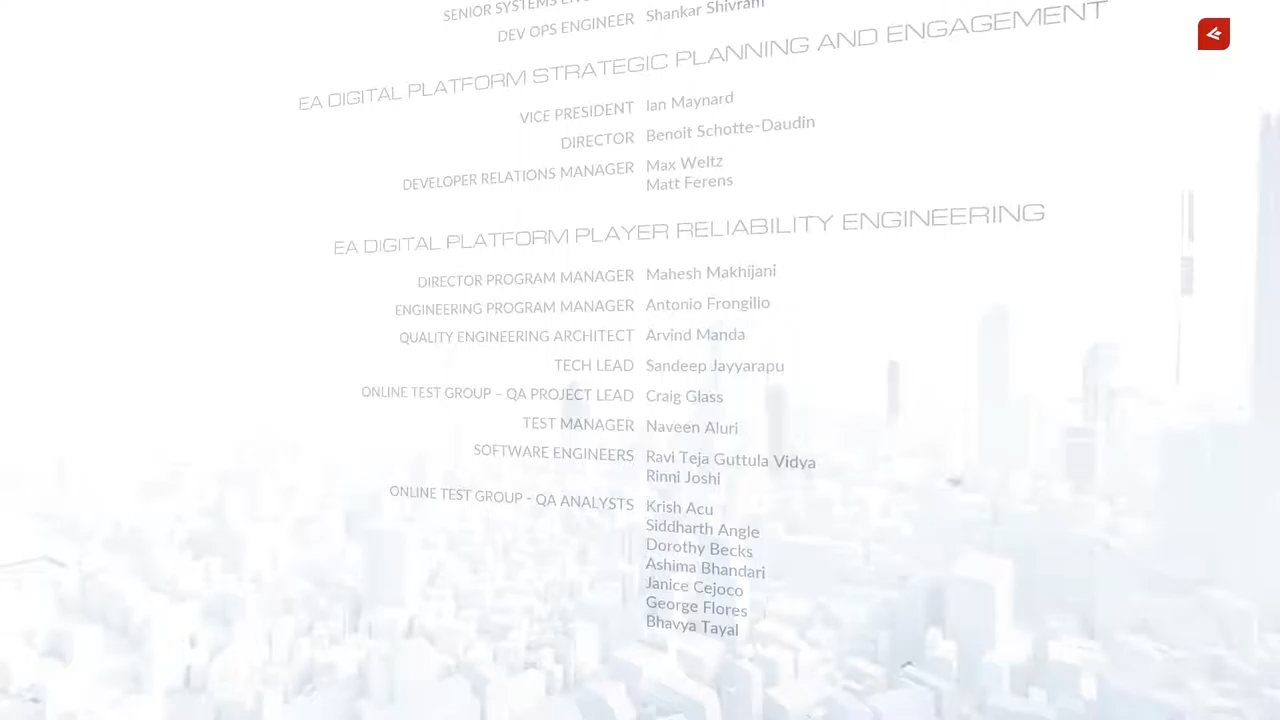 SENIOR SYSTEMS
DEV OPS ENGINEER Shankar Shivram
EA DIGITAL PLATFORM STRATEGIC PLANNING AND ENGAGEMENT
VICE PRESIDENT Ian Maynard
DIRECTOR Benoit Schotte-Daudin
DEVELOPER RELATIONS MANAGER Max Weltz
Matt Ferens
EA DIGITAL PLATFORM PLAYER RELIABILITY ENGINEERING
DIRECTOR PROGRAM MANAGER Mahesh Makhijani
ENGINEERING PROGRAM MANAGER Antonio Frongillo
QUALITY ENGINEERING ARCHITECT Arvind Manda
TECH LEAD Sandeep Jayyarapu
ONLINE TEST GROUP - QA PROJECT LEAD Craig Glass
TEST MANAGER Naveen Aluri
SOFTWARE ENGINEERS Ravi Teja Guttula Vidya
Rinni Joshi
ONLINE TEST GROUP - QA ANALYSTS Krish Acu
Siddharth Angle
Dorothy Becks
Ashima Bhandari
Janice Cejoco
George Flores
Bhavya Tayal